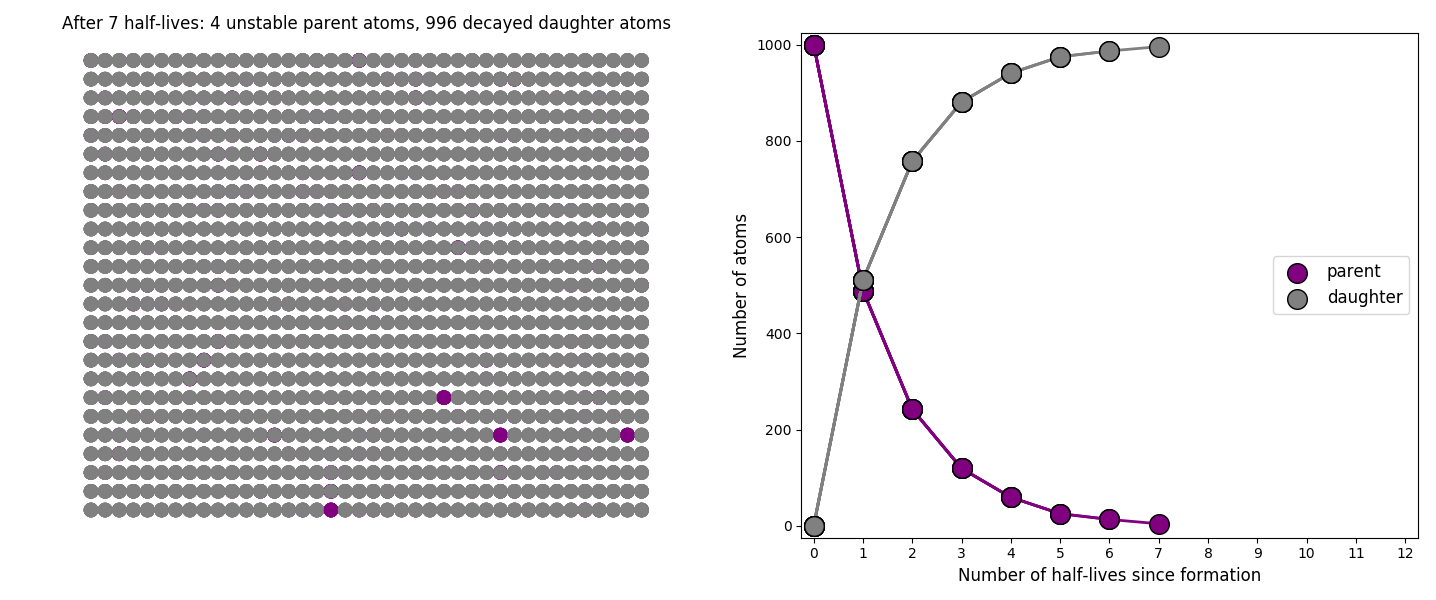 After 7 half-lives: 4 unstable parent atoms, 996 decayed daughter atoms
1000
800
600
400
200
0
Number of atoms
parent
daughter
0 1 2 3 4 5 6 7 8 9 10 11 12
Number of half-lives since formation